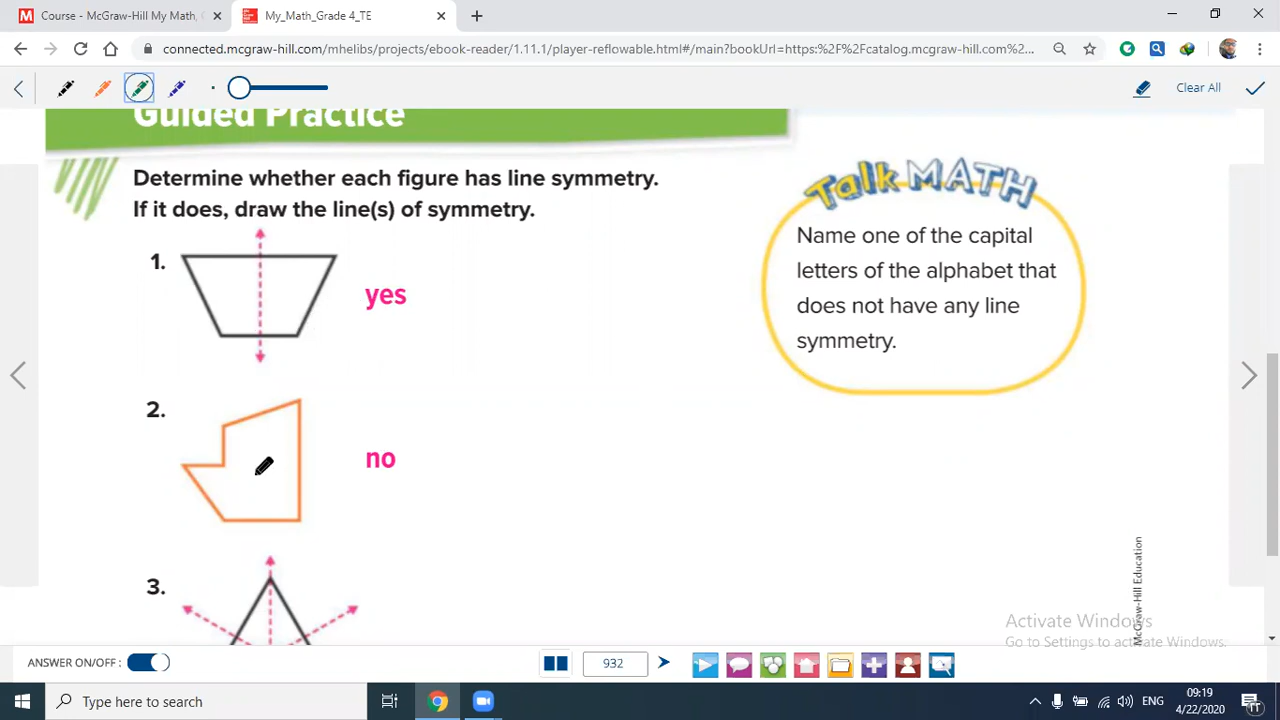 Course - McGraw-Hill My Math, 
My_Math_Grade 4_TE
connected.mcgraw-hill.com/mhelibs/projects/ebook-reader/1.11.1/player-reflowable.html#/main?bookUrl=https:%2F%2Fcatalog.mcgraw-hill.com%2...
Clear All
Guided Practice
Determine whether each figure has line symmetry.
If it does, draw the line(s) of symmetry.
Talk MATH
Name one of the capital
letters of the alphabet that
does not have any line
symmetry.
1.
yes
2.
no
3.
McGraw-Hill Education
Activate Windows
Go to Settings to activate Windows.
ANSWER ON/OFF :
932
Type here to search
ENG
09:19
4/22/2020